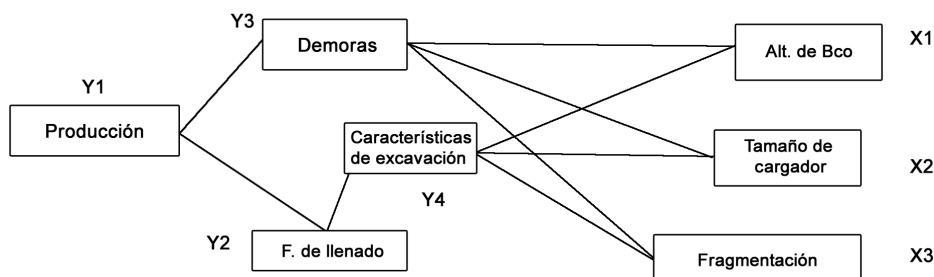 Y3
Demoras
Alt. de Bco
X1
Y1
Producción
Características
de excavación
Tamaño de
cargador
X2
Y4
Y2
F. de llenado
Fragmentación
X3